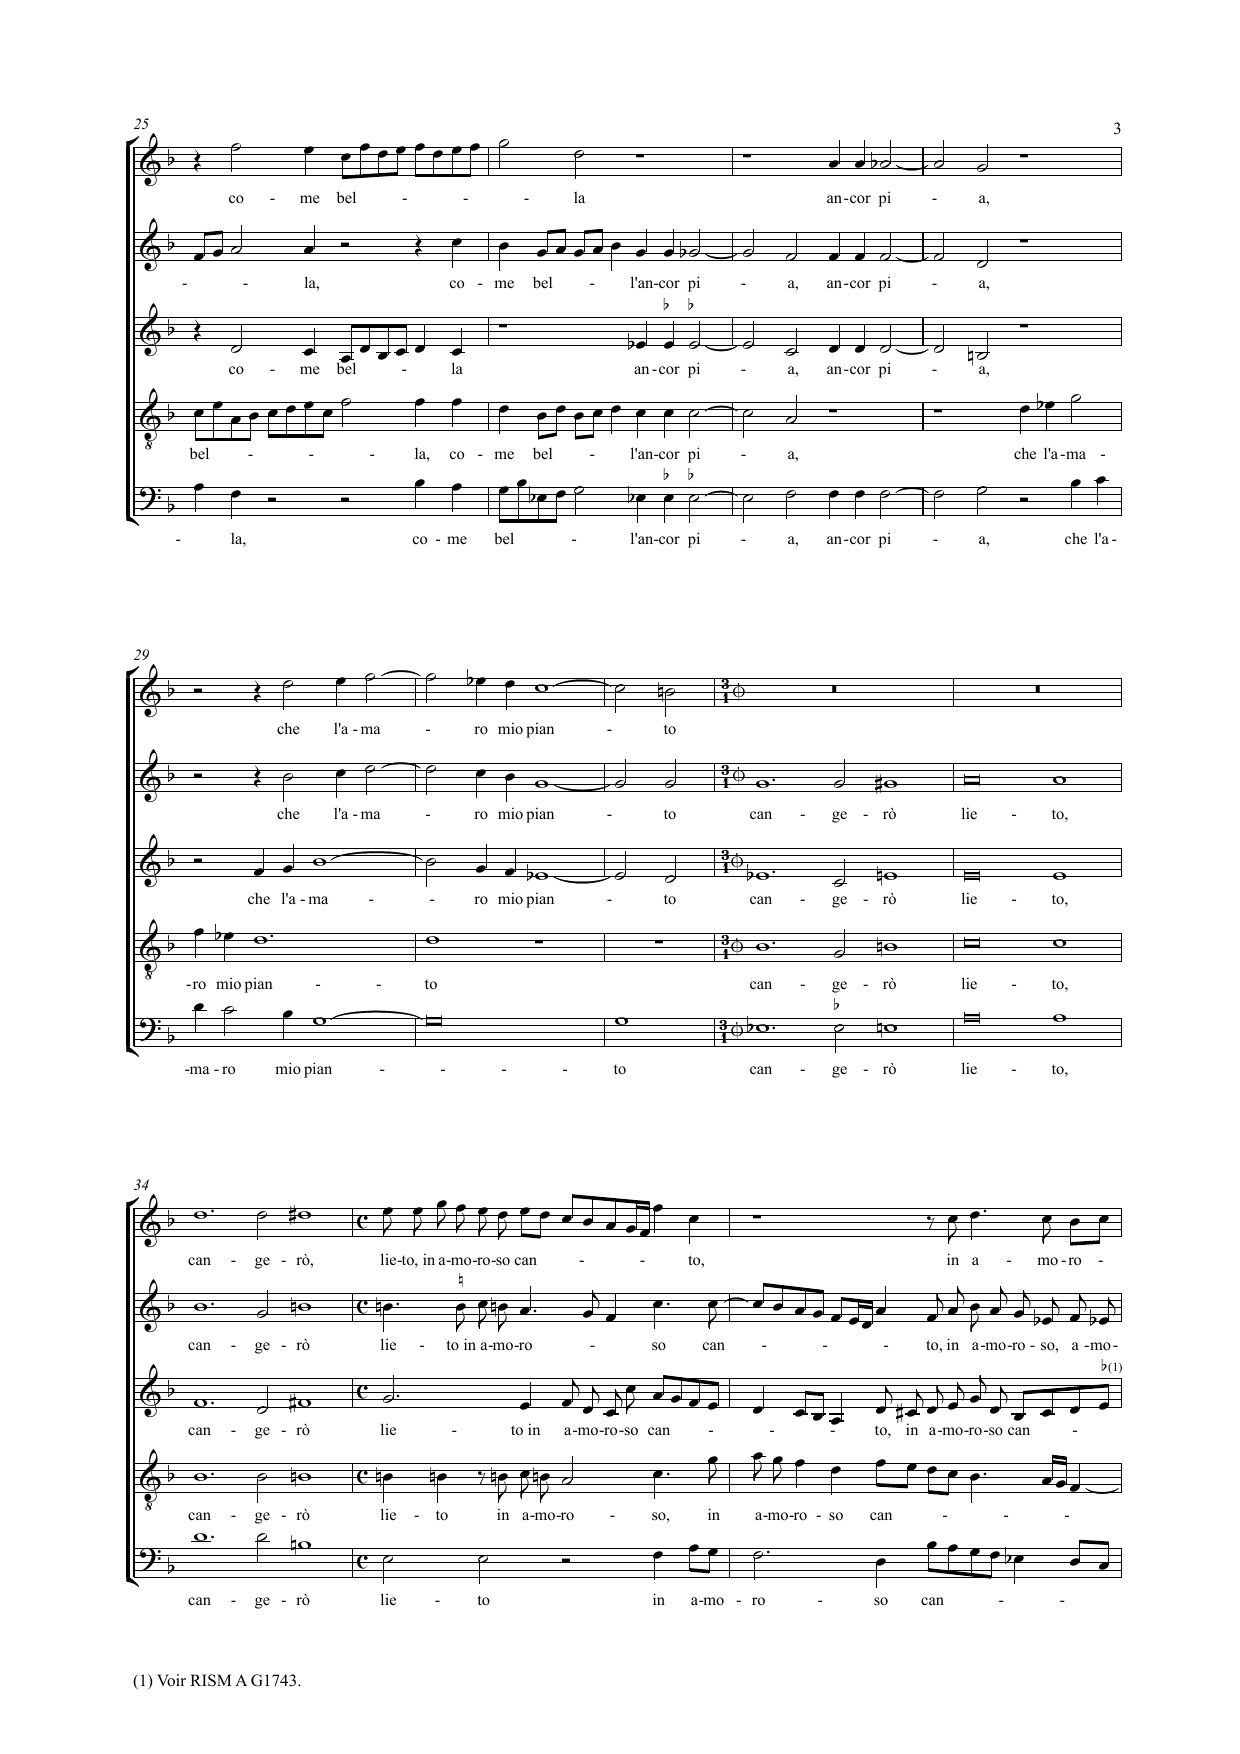 25
3
co - me bel - - - - la an-cor pi - a,
- - la, co - me bel - - l'an-cor pi - a, an-cor pi - a,
co - me bel - - la an-cor pi - a, an-cor pi - a,
bel - - - - la, co - me bel - - l'an-cor pi - a, che l'a-ma -
- la, co - me bel - - l'an-cor pi - a, an-cor pi - a, che l'a-
29
che l'a-ma - ro mio pian - to
che l'a-ma - ro mio pian - to can - ge - rò lie - to,
che l'a-ma - - ro mio pian - to can - ge - rò lie - to,
-ro mio pian - - to can - ge - rò lie - to,
-ma-ro mio pian - - - - to can - ge - rò lie - to,
34
can - ge - rò, lie-to, in a-mo-ro-so can - - - to, in a - mo-ro -
can - ge - rò lie - to in a-mo-ro - so can - - - - to, in a-mo-ro-so, a-mo-
(1)
can - ge - rò lie - to in a-mo-ro-so can - - - - to, in a-mo-ro-so can - -
can - ge - rò lie - to in a-mo-ro - so, in a-mo-ro-so can - - - -
can - ge - rò lie - to in a-mo - ro - so can - - -
(1) Voir RISM A G1743.